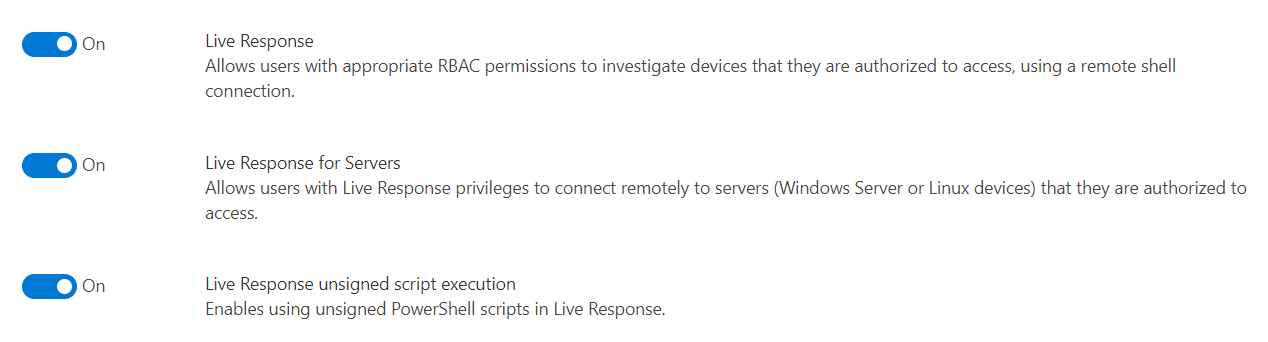 On
Live Response
Allows users with appropriate RBAC permissions to investigate devices that they are authorized to access, using a remote shell
connection.
On
Live Response for Servers
Allows users with Live Response privileges to connect remotely to servers (Windows Server or Linux devices) that they are authorized to
access.
On
Live Response unsigned script execution
Enables using unsigned PowerShell scripts in Live Response.